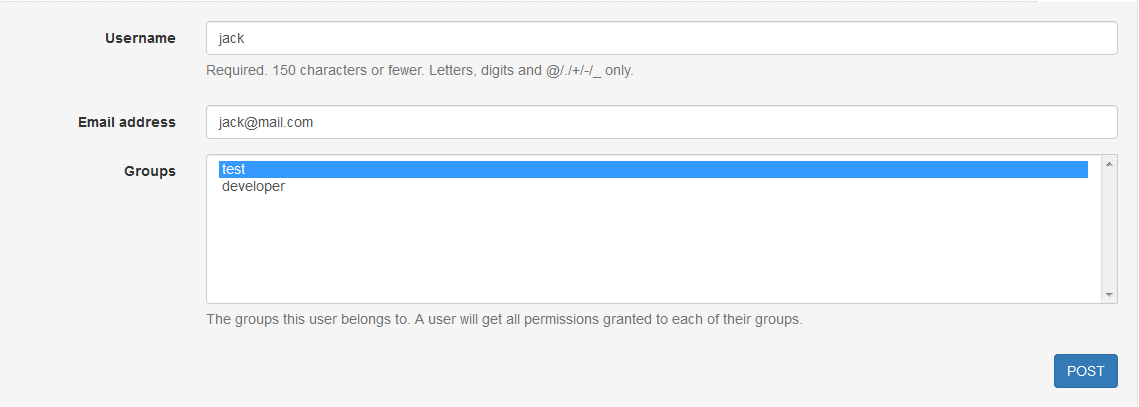 Username
jack
Required. 150 characters or fewer. Letters, digits and @/./+/-/_ only.
Email address
jack@mail.com
Groups
test
developer
The groups this user belongs to. A user will get all permissions granted to each of their groups.
POST